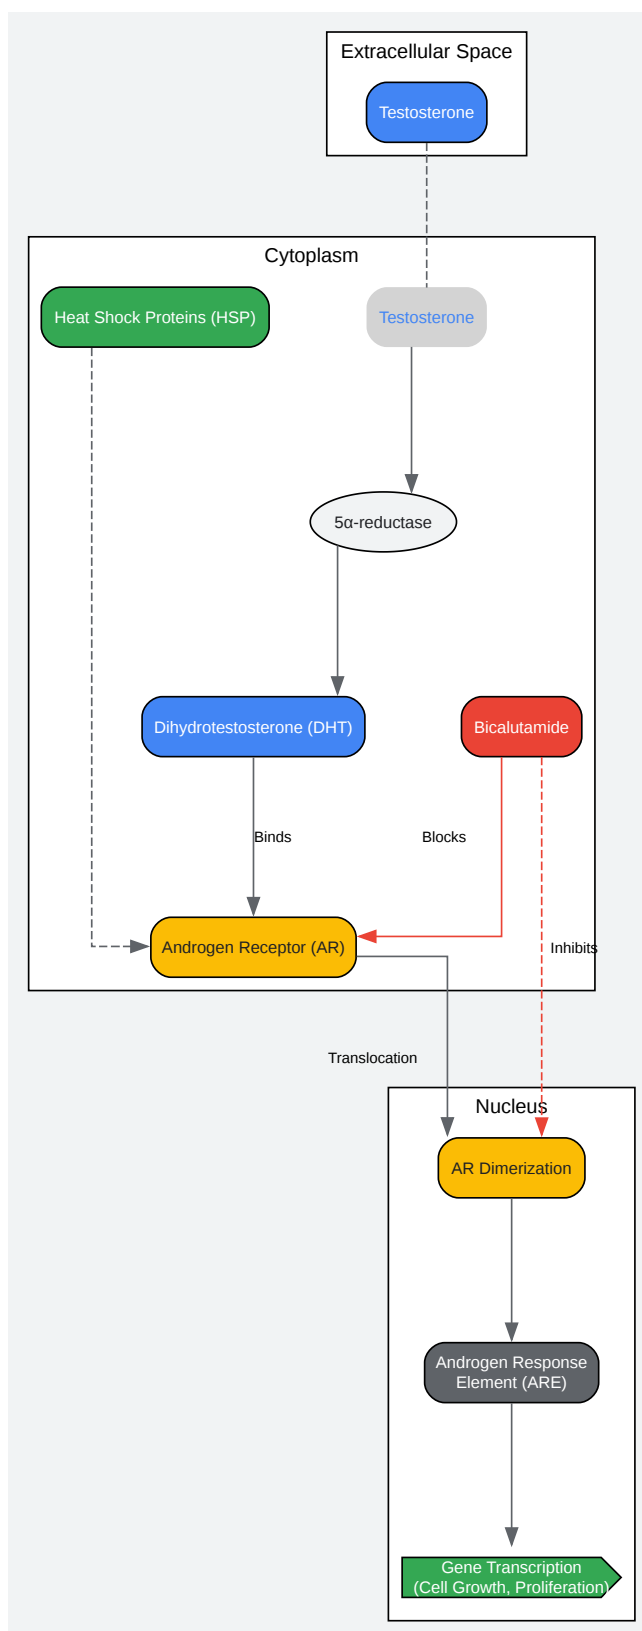 Extracellular Space
Testosterone
Cytoplasm
Heat Shock Proteins (HSP)
Testosterone
5α-reductase
Dihydrotestosterone (DHT)
Bicalutamide
Binds
Blocks
Androgen Receptor (AR)
Inhibits
Translocation
Nucleus
AR Dimerization
Androgen Response
Element (ARE)
Gene Transcription
(Cell Growth, Proliferation)